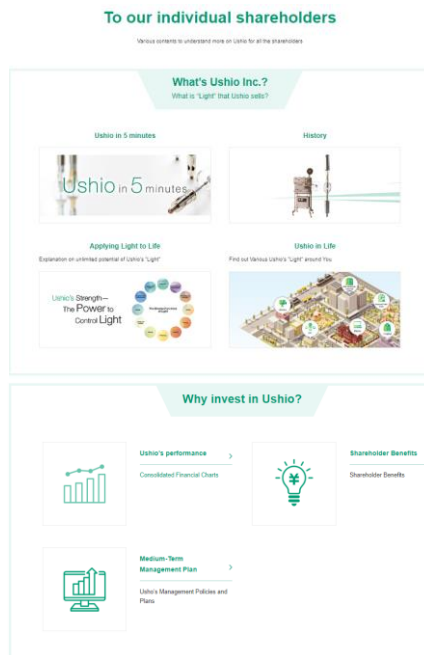 To our individual shareholders
Various contents to understand more on Ushio for all the shareholders
What's Ushio Inc.?
What is "Light" that Ushio sells?
Ushio in 5 minutes
History
Ushio in 5 minutes
Applying Light to Life
Ushio in Life
Explanation on unlimited potential of Ushio's "Light"
Find out Various Ushio's "Light" around You
Ushio's Strength—
The Power to
Control Light
Why invest in Ushio?
Ushio's performance
Consolidated Financial Charts
Shareholder Benefits
Shareholder Benefits
Medium-Term
Management Plan
Ushio's Management Policies and
Plans